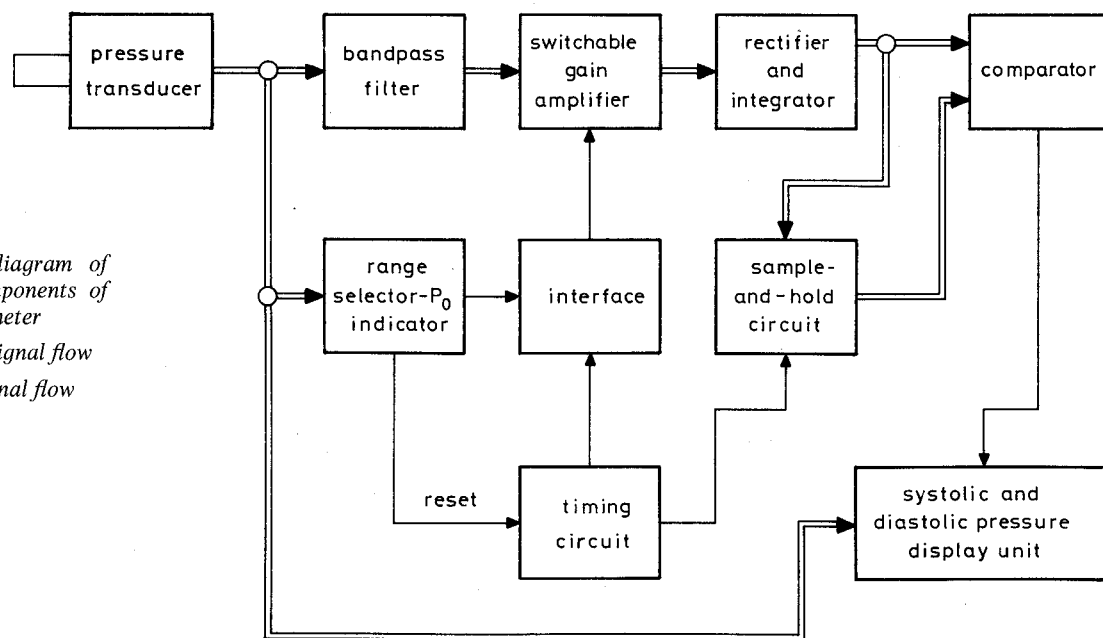 pressure
transducer
bandpass
filter
switchable
gain
amplifier
rectifier
and
integrator
comparator
diagram of
ponents of
neter
ignal flow
nal flow
range
selector-P₀
indicator
interface
sample-
and-hold
circuit
reset
timing
circuit
systolic and
diastolic pressure
display unit